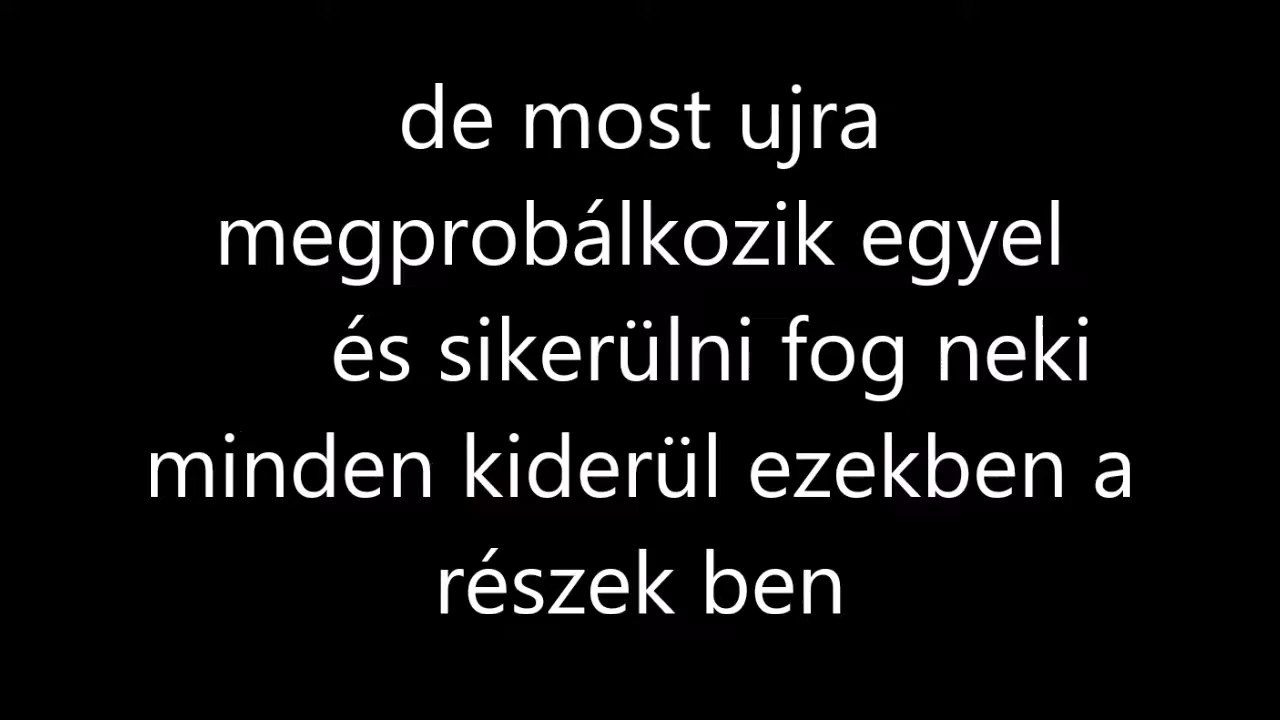 de most ujra
megprobálkozik egyel
és sikerülni fog neki
minden kiderül ezekben a
részek ben